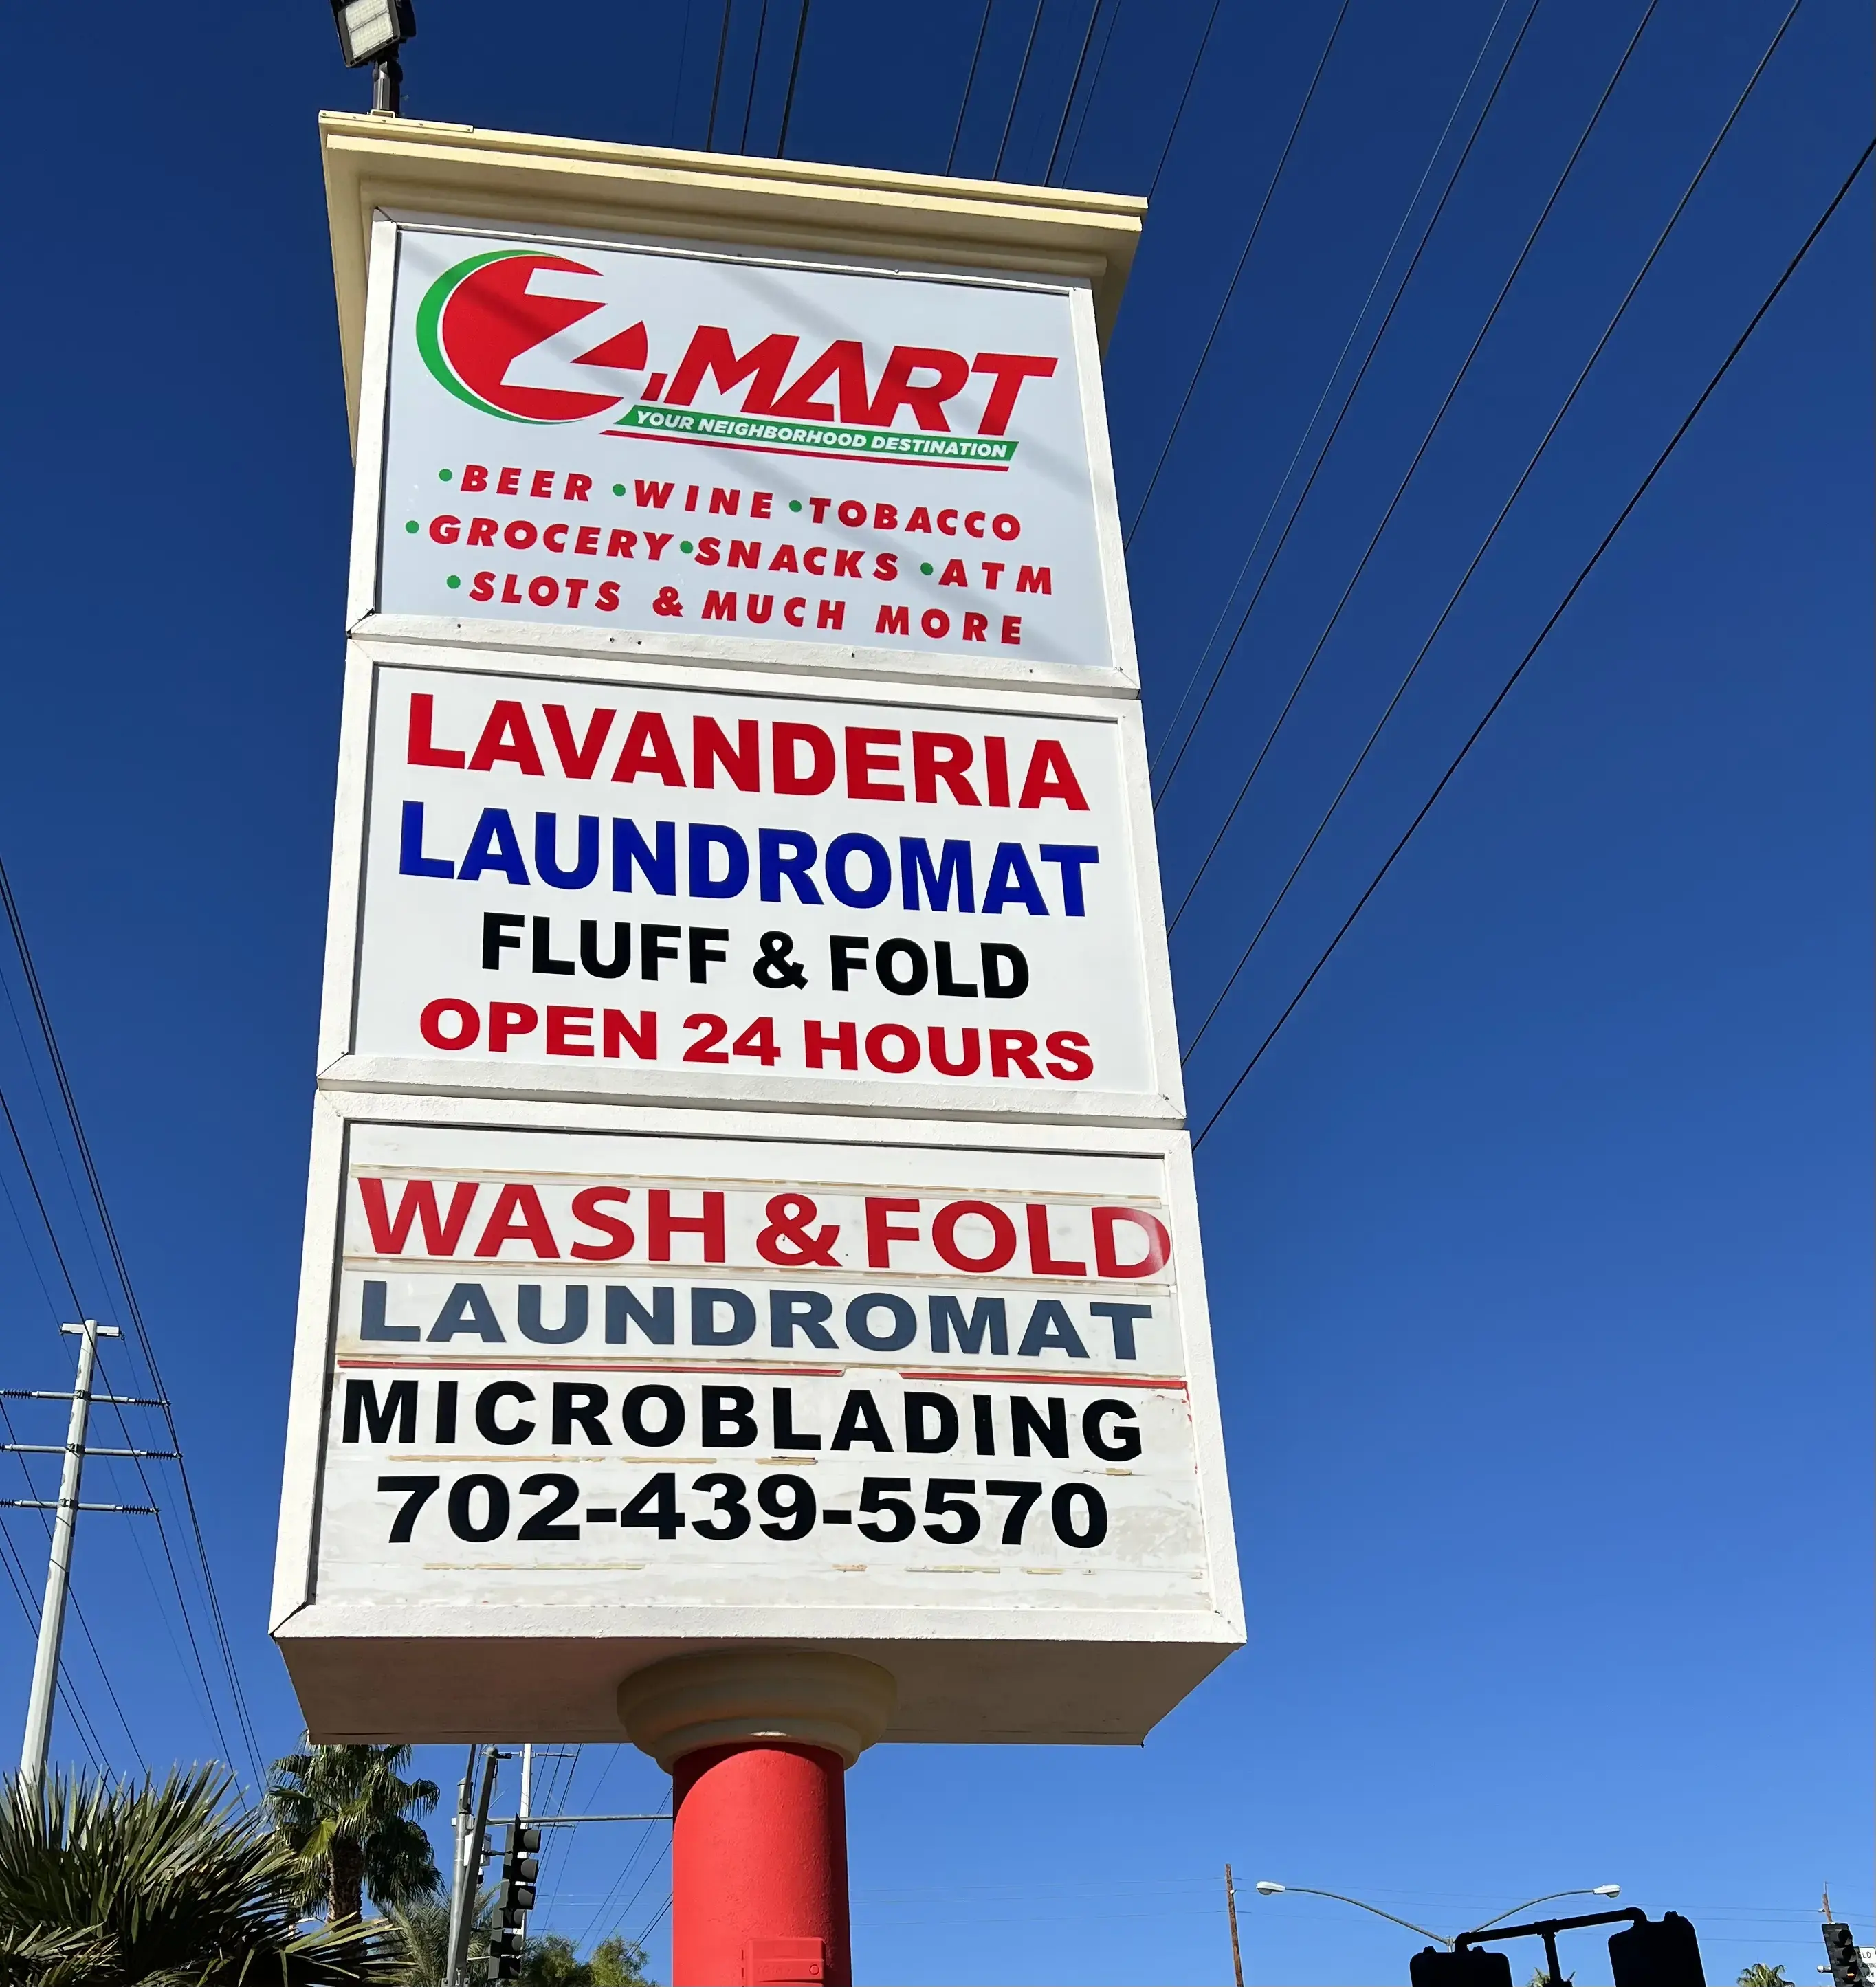 Z-MART
YOUR NEIGHBORHOOD DESTINATION
•BEER •WINE •TOBACCO
•GROCERY •SNACKS •ATM
•SLOTS & MUCH MORE
LAVANDERIA
LAUNDROMAT
FLUFF & FOLD
OPEN 24 HOURS
WASH & FOLD
LAUNDROMAT
MICROBLADING
702-439-5570